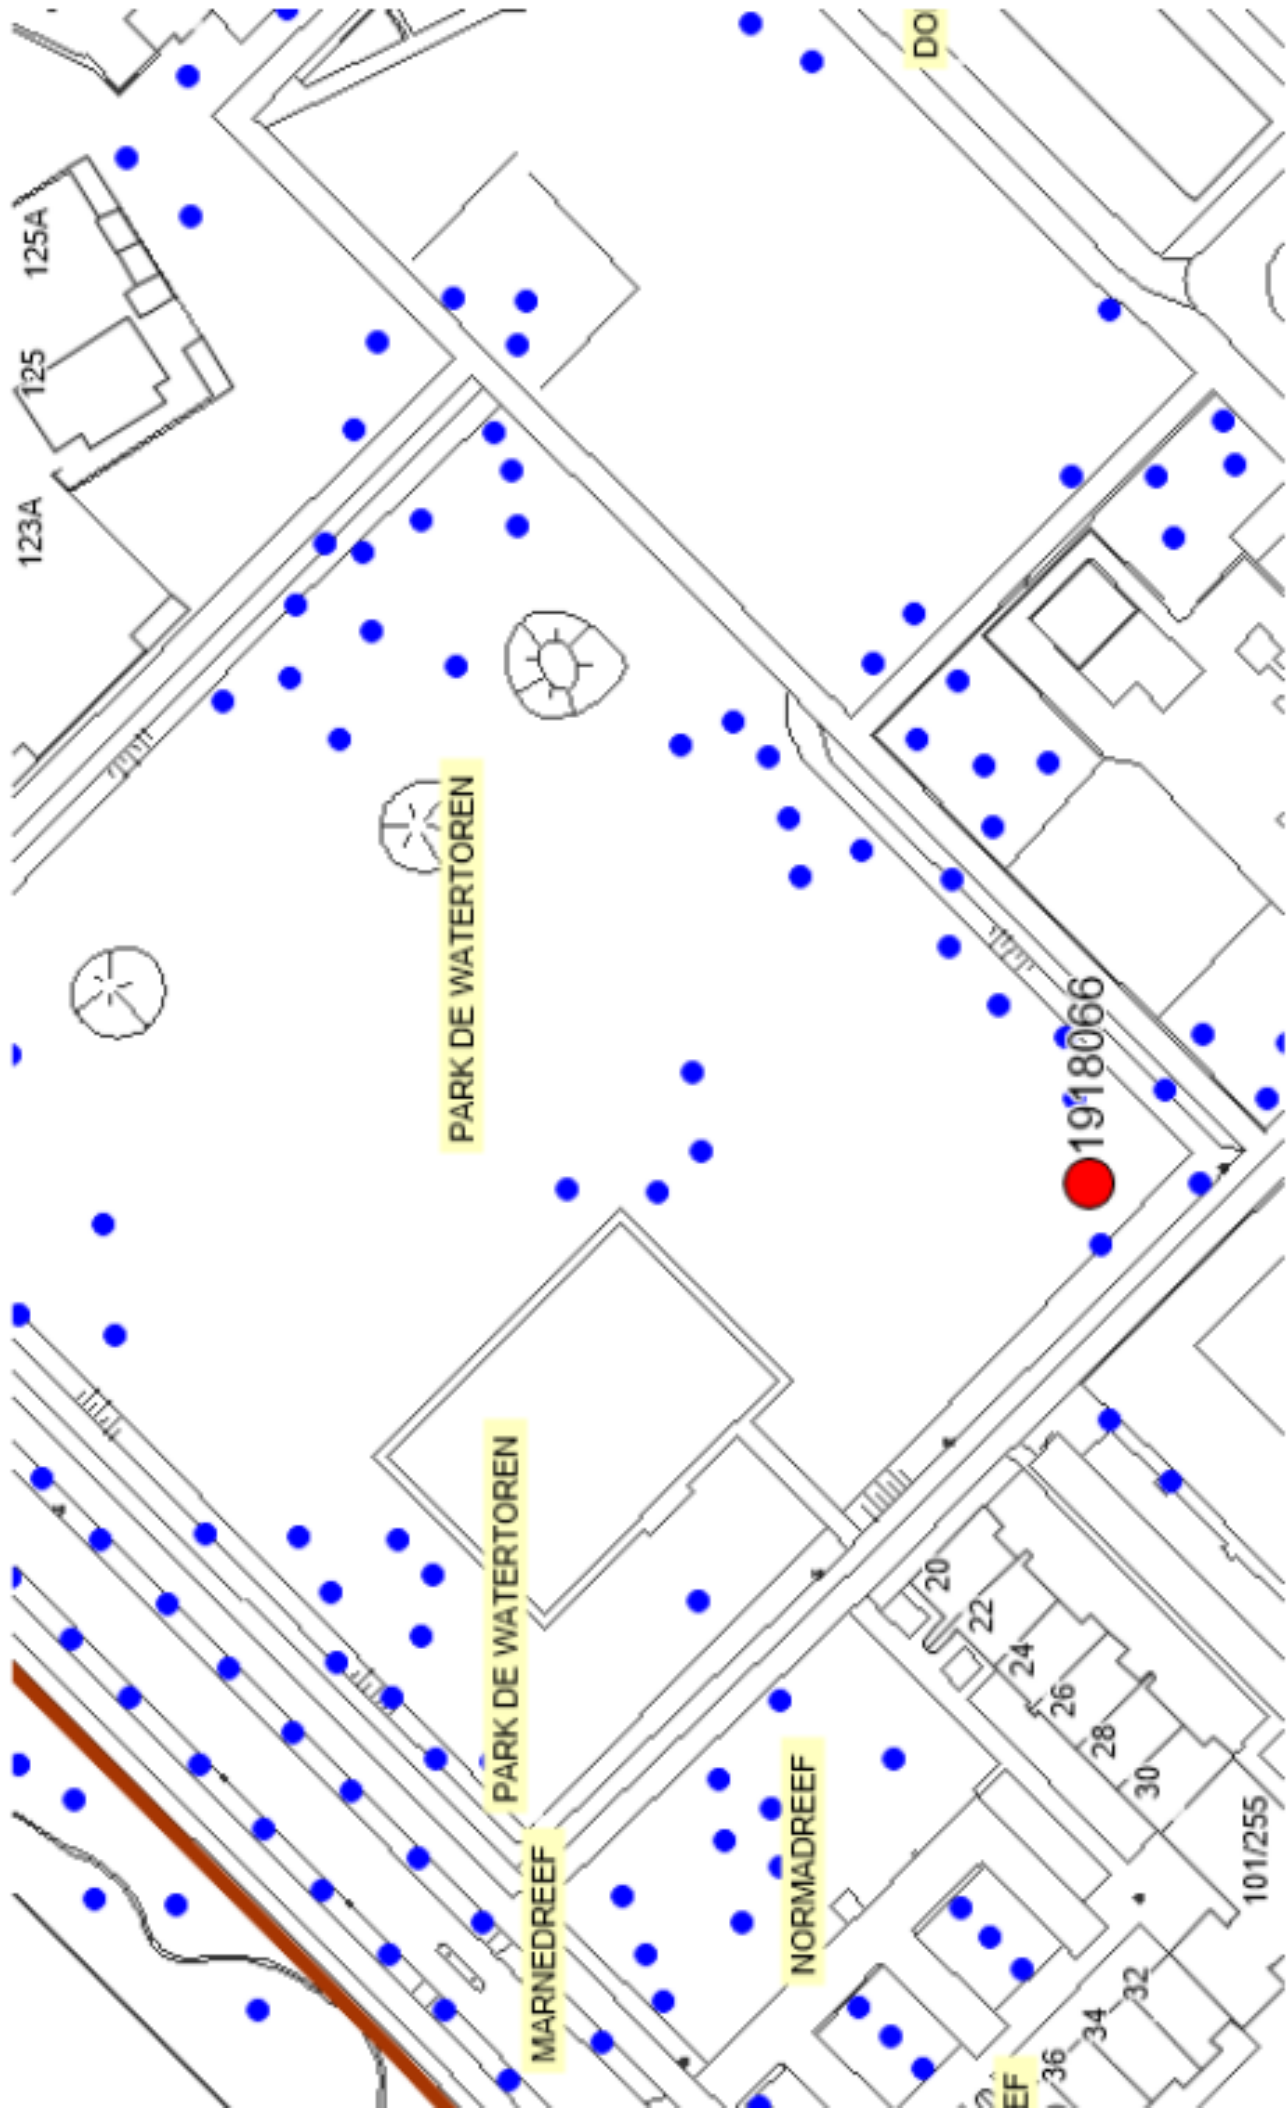 125A
125
123A
DO
PARK DE WATERTOREN
1918066
PARK DE WATERTOREN
20
22
24
26
28
30
NORMADREEF
MARNEDREEF
101/255
32
34
36
EF